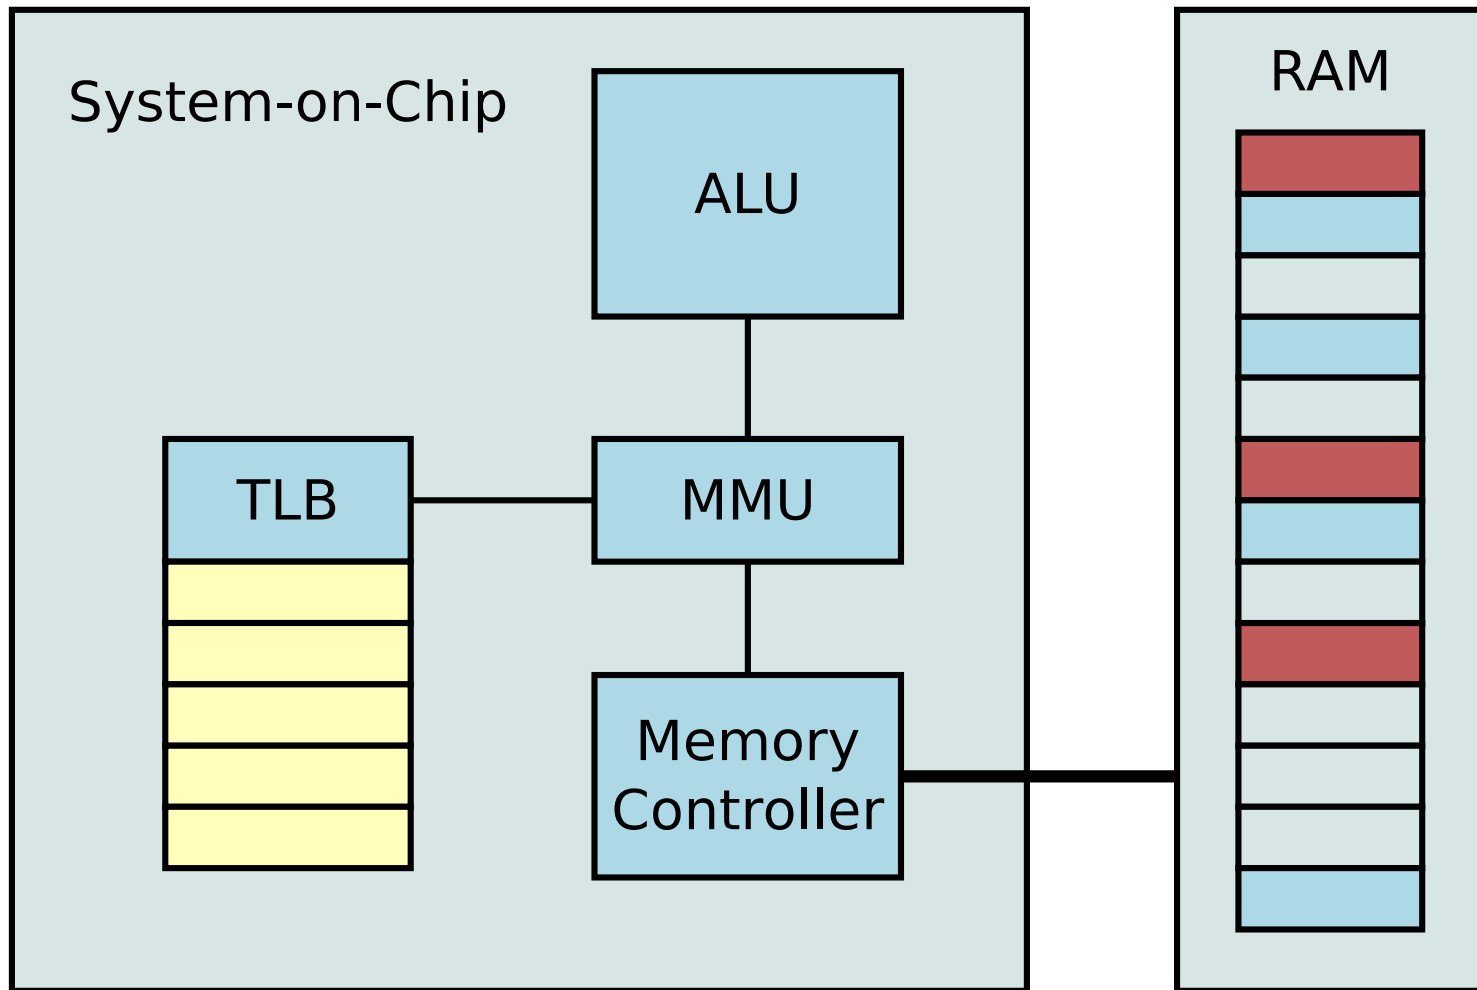 System-on-Chip
ALU
TLB
MMU
Memory
Controller
RAM